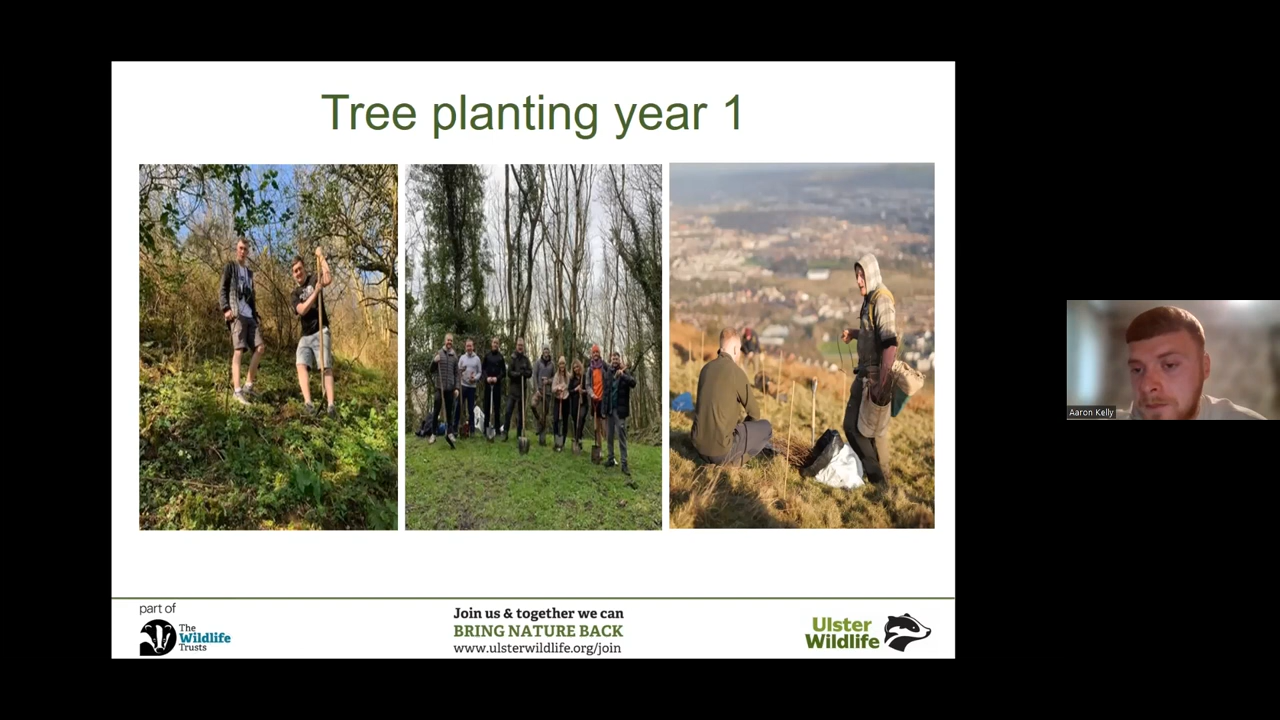 Tree planting year 1
Aaron Kelly
part of
The
Wildlife
Trusts
Join us & together we can
BRING NATURE BACK
www.ulsterwildlife.org/join
Ulster
Wildlife